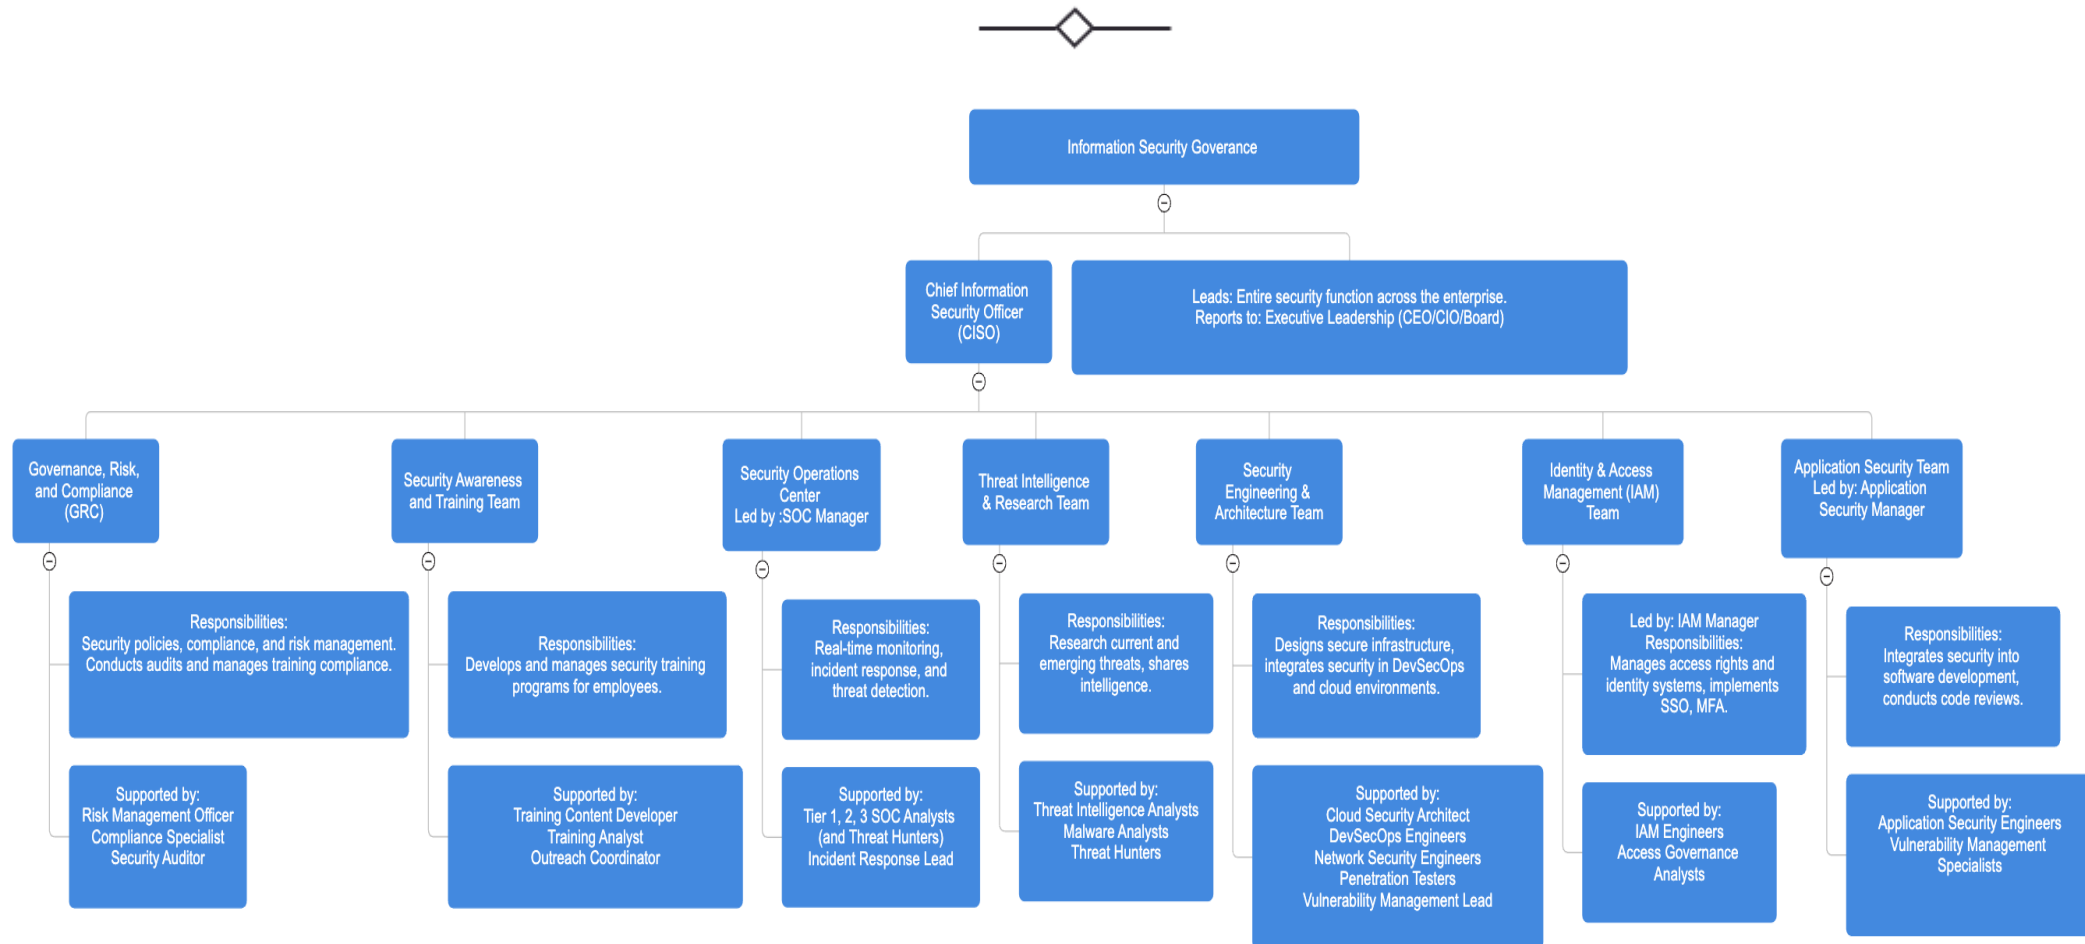 Information Security Goverance
Chief Information
Security Officer
(CISO)
Leads: Entire security function across the enterprise.
Reports to: Executive Leadership (CEO/CIO/Board)
Governance, Risk,
and Compliance
(GRC)
Security Awareness
and Training Team
Security Operations
Center
Led by :SOC Manager
Threat Intelligence
& Research Team
Security
Engineering &
Architecture Team
Identity & Access
Management (IAM)
Team
Application Security Team
Led by: Application
Security Manager
Responsibilities:
Security policies, compliance, and risk management.
Conducts audits and manages training compliance.
Responsibilities:
Develops and manages security training
programs for employees.
Responsibilities:
Real-time monitoring,
incident response, and
threat detection.
Responsibilities:
Research current and
emerging threats, shares
intelligence.
Responsibilities:
Designs secure infrastructure,
integrates security in DevSecOps
and cloud environments.
Led by: IAM Manager
Responsibilities:
Manages access rights and
identity systems, implements
SSO, MFA.
Responsibilities:
Integrates security into
software development,
conducts code reviews.
Supported by:
Risk Management Officer
Compliance Specialist
Security Auditor
Supported by:
Training Content Developer
Training Analyst
Outreach Coordinator
Supported by:
Tier 1, 2, 3 SOC Analysts
(and Threat Hunters)
Incident Response Lead
Supported by:
Threat Intelligence Analysts
Malware Analysts
Threat Hunters
Supported by:
Cloud Security Architect
DevSecOps Engineers
Network Security Engineers
Penetration Testers
Vulnerability Management Lead
Supported by:
IAM Engineers
Access Governance
Analysts
Supported by:
Application Security Engineers
Vulnerability Management
Specialists